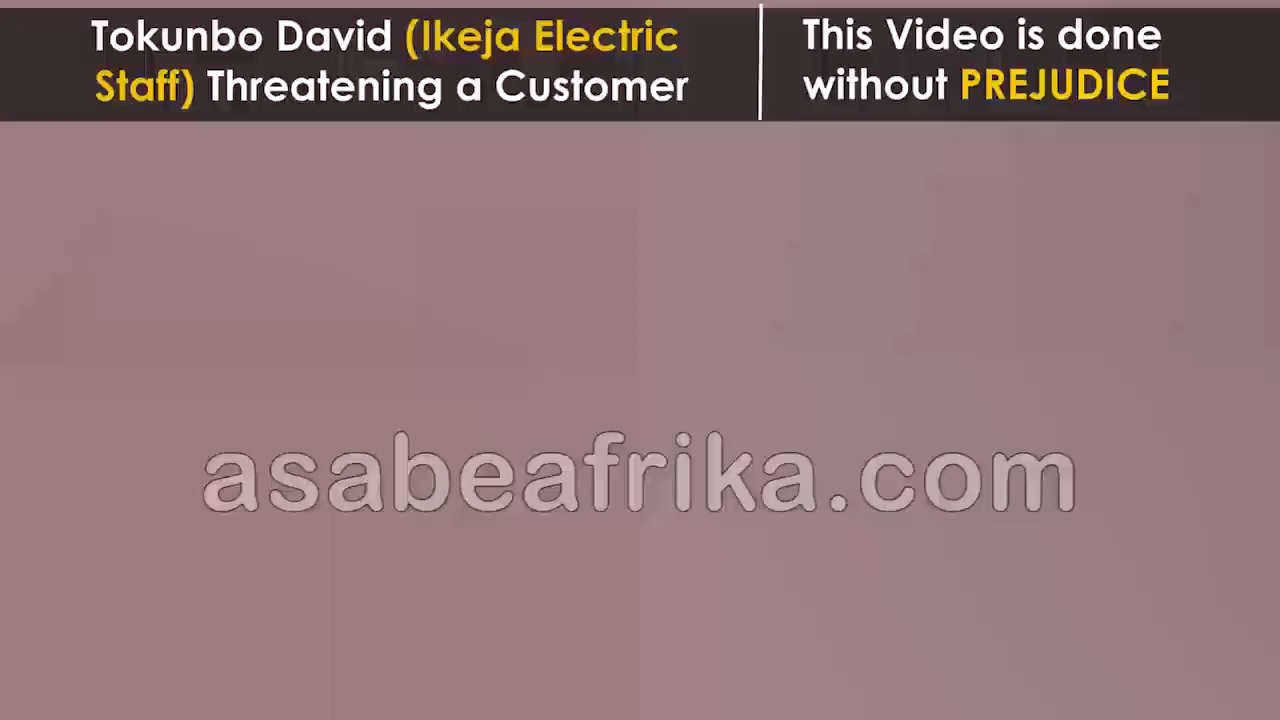 Tokunbo David (Ikeja Electric
Staff) Threatening a Customer
This Video is done
without PREJUDICE
asabeafrika.com